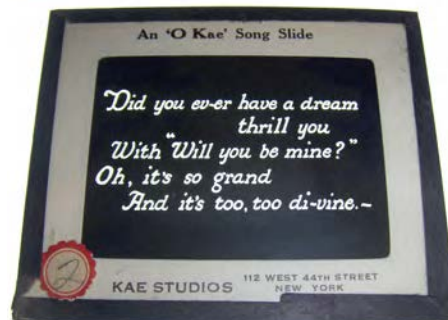 An 'O Kae' Song Slide
Did you ev-er have a dream
thrill you
With "Will you be mine?"
Oh, it's so grand
And it's too, too di-vine.~
2
KAE STUDIOS 112 WEST 44TH STREET
NEW YORK